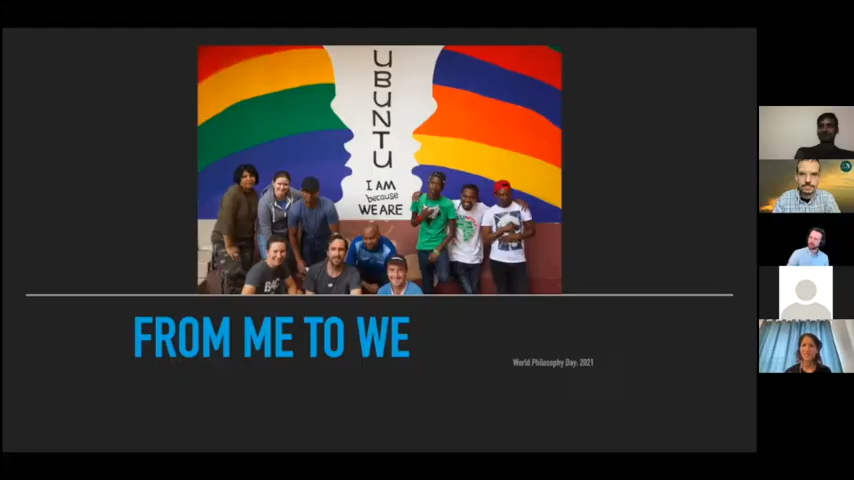 UBUNTU
I AM
because
WE ARE
FROM ME TO WE
World Philosophy Day: 2021